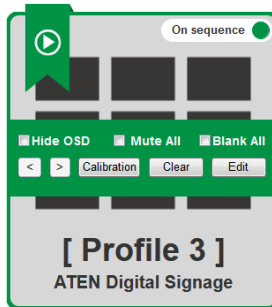 On sequence
Hide OSD Mute All Blank All
< > Calibration Clear Edit
[ Profile 3 ]
ATEN Digital Signage